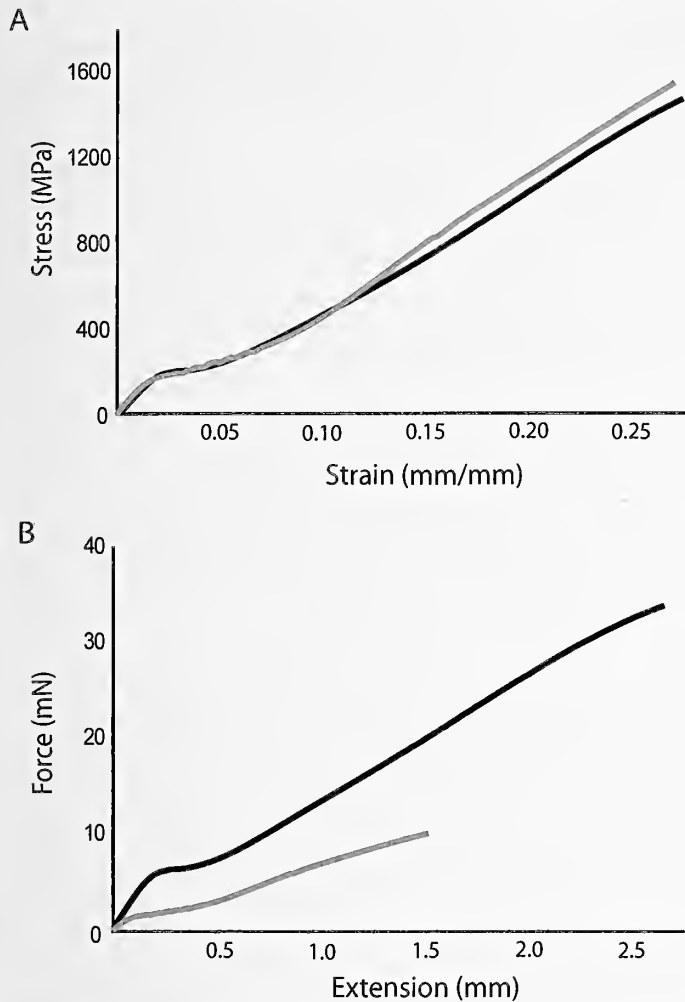 A
1600
1200
800
400
0
Stress (MPa)
0.05 0.10 0.15 0.20 0.25
Strain (mm/mm)
B
40
30
20
10
0
Force (mN)
0.5 1.0 1.5 2.0 2.5
Extension (mm)